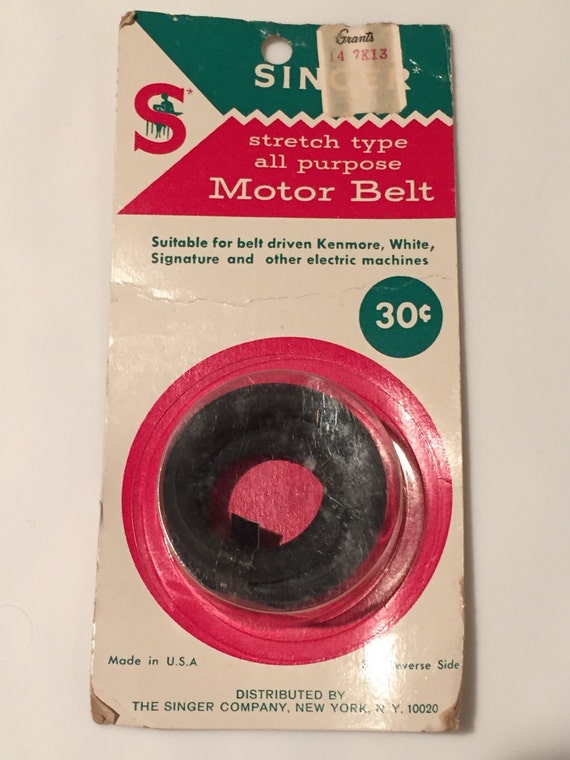 Grants
14 7K13
SINGER*
S*
stretch type
all purpose
Motor Belt
Suitable for belt driven Kenmore, White,
Signature and other electric machines
30¢
Made in U.S.A
Reverse Side
DISTRIBUTED BY
THE SINGER COMPANY, NEW YORK, N.Y. 10020